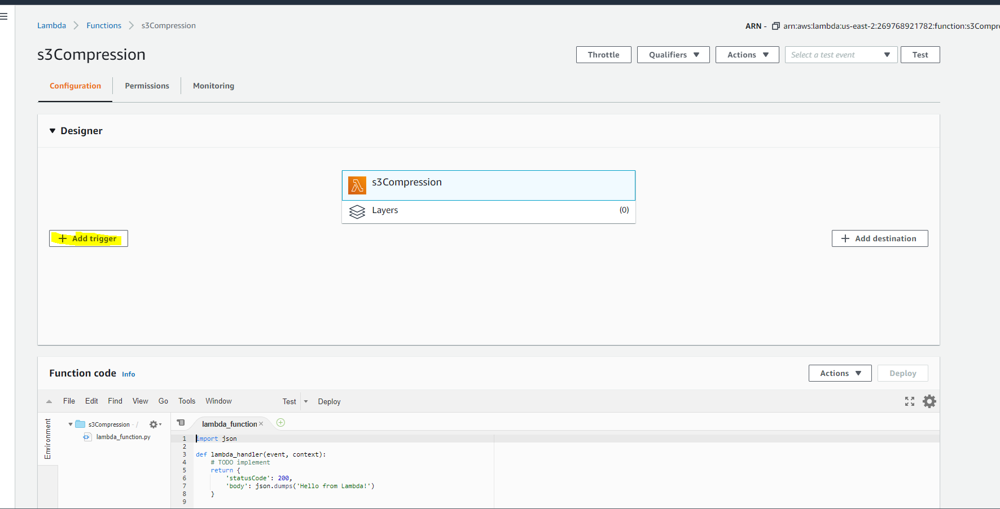 Lambda > Functions > s3Compression
ARN - arn:aws:lambda:us-east-2:269768921782:function:s3Compre
s3Compression
Throttle Qualifiers Actions Select a test event Test
Configuration Permissions Monitoring
Designer
s3Compression
Layers (0)
+ Add trigger
+ Add destination
Function code Info
Actions Deploy
File Edit Find View Go Tools Window Test Deploy
Environment
s3Compression - /
lambda_function.py
lambda_function ×
1 import json
2
3 def lambda_handler(event, context):
4 # TODO implement
5 return {
6 'statusCode': 200,
7 'body': json.dumps('Hello from Lambda!')
8 }
9